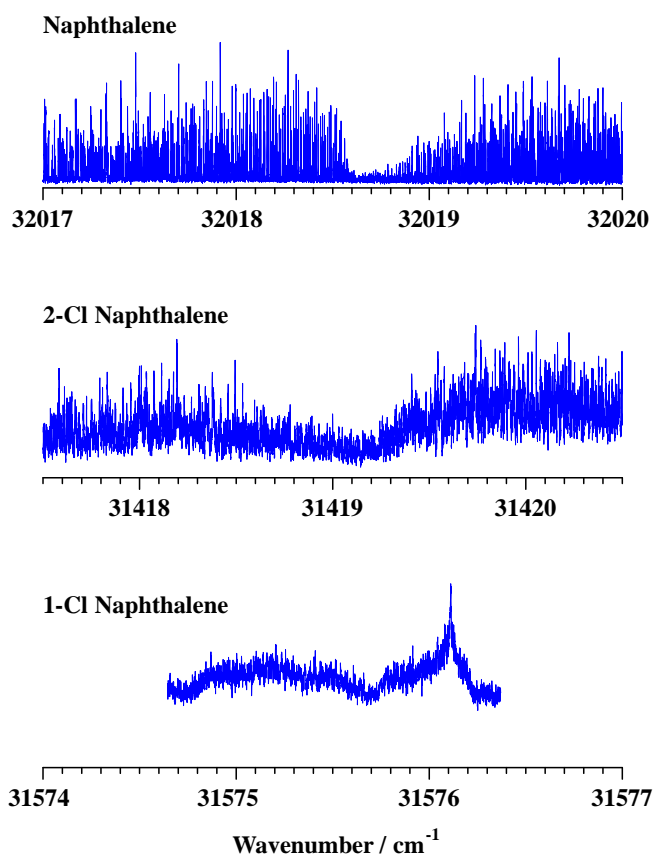 Naphthalene
32017 32018 32019 32020
2-Cl Naphthalene
31418 31419 31420
1-Cl Naphthalene
31574 31575 31576 31577
Wavenumber / cm-1